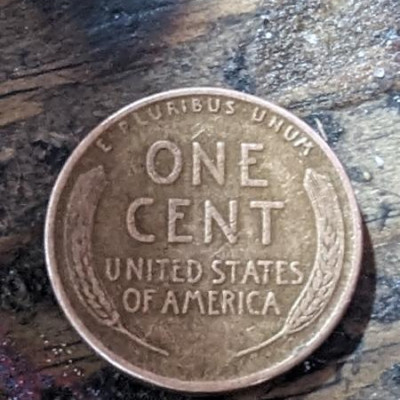 E · PLURIBUS · UNUM
ONE
CENT
UNITED STATES
OF AMERICA